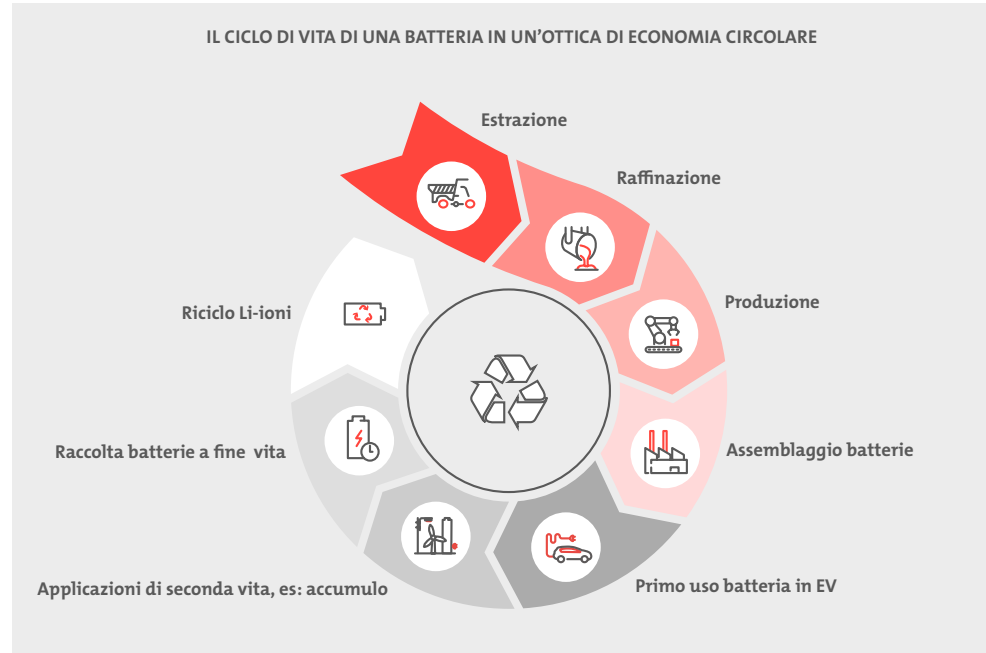 IL CICLO DI VITA DI UNA BATTERIA IN UN'OTTICA DI ECONOMIA CIRCOLARE
Estrazione
Raffinazione
Produzione
Assemblaggio batterie
Primo uso batteria in EV
Applicazioni di seconda vita, es: accumulo
Raccolta batterie a fine vita
Riciclo Li-ioni